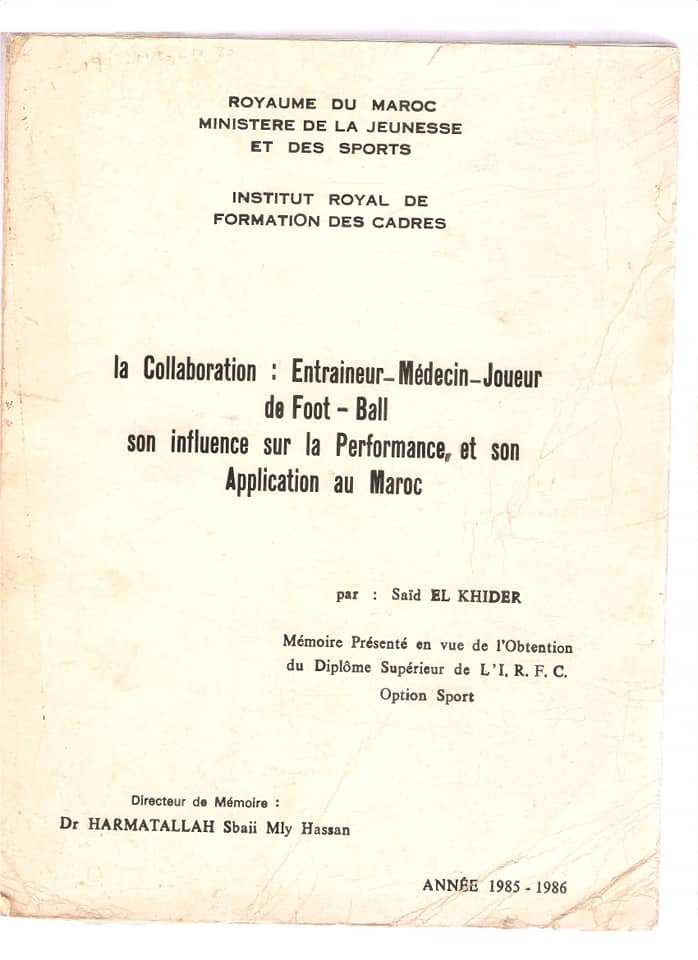 ROYAUME DU MAROC
MINISTERE DE LA JEUNESSE
ET DES SPORTS
INSTITUT ROYAL DE
FORMATION DES CADRES
la Collaboration : Entraineur-Médecin-Joueur
de Foot - Ball
son influence sur la Performance, et son
Application au Maroc
par : Saïd EL KHIDER
Mémoire Présenté en vue de l'Obtention
du Diplôme Supérieur de L'I. R. F. C.
Option Sport
Directeur de Mémoire :
Dr HARMATALLAH Sbaii Mly Hassan
ANNÉE 1985 - 1986